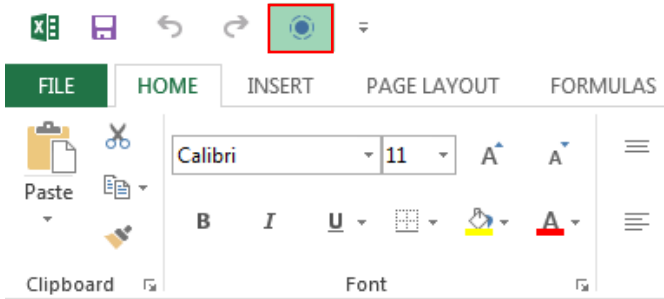 FILE HOME INSERT PAGE LAYOUT FORMULAS
Calibri 11 A A
Paste
B I U A
Clipboard Font